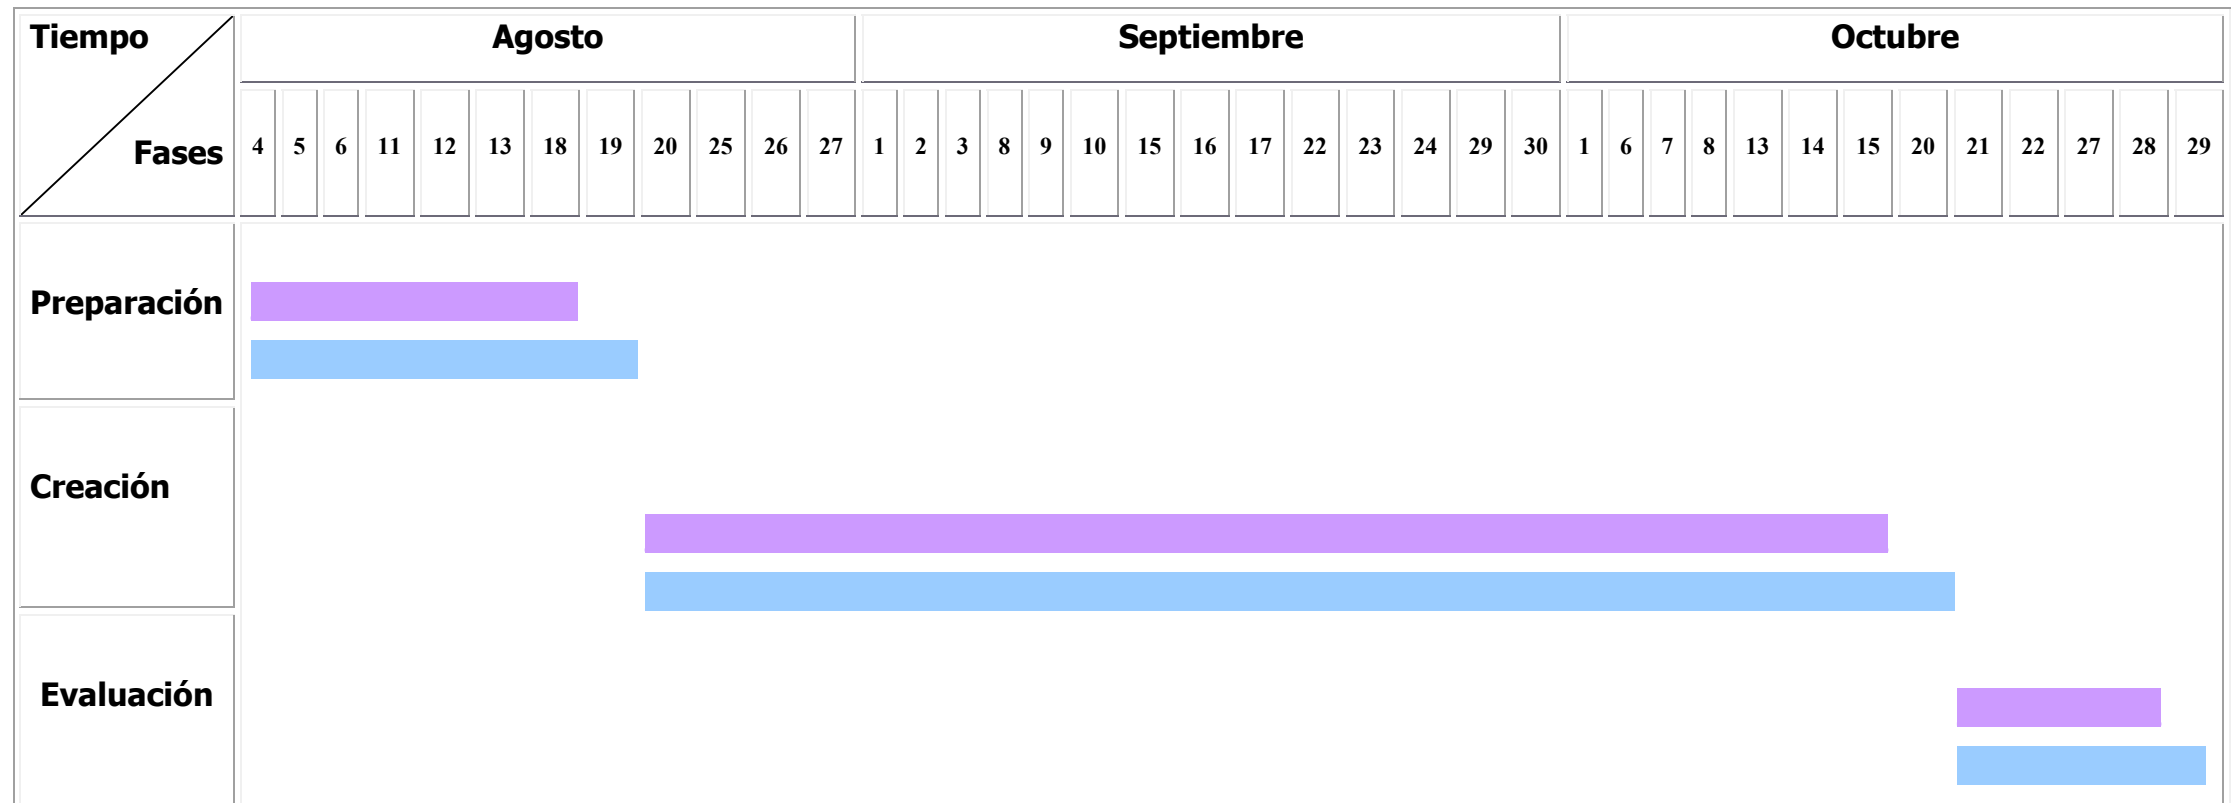 Tiempo Agosto Septiembre Octubre
Fases 4 5 6 11 12 13 18 19 20 25 26 27 1 2 3 8 9 10 15 16 17 22 23 24 29 30 1 6 7 8 13 14 15 20 21 22 27 28 29
Preparación
Creación
Evaluación